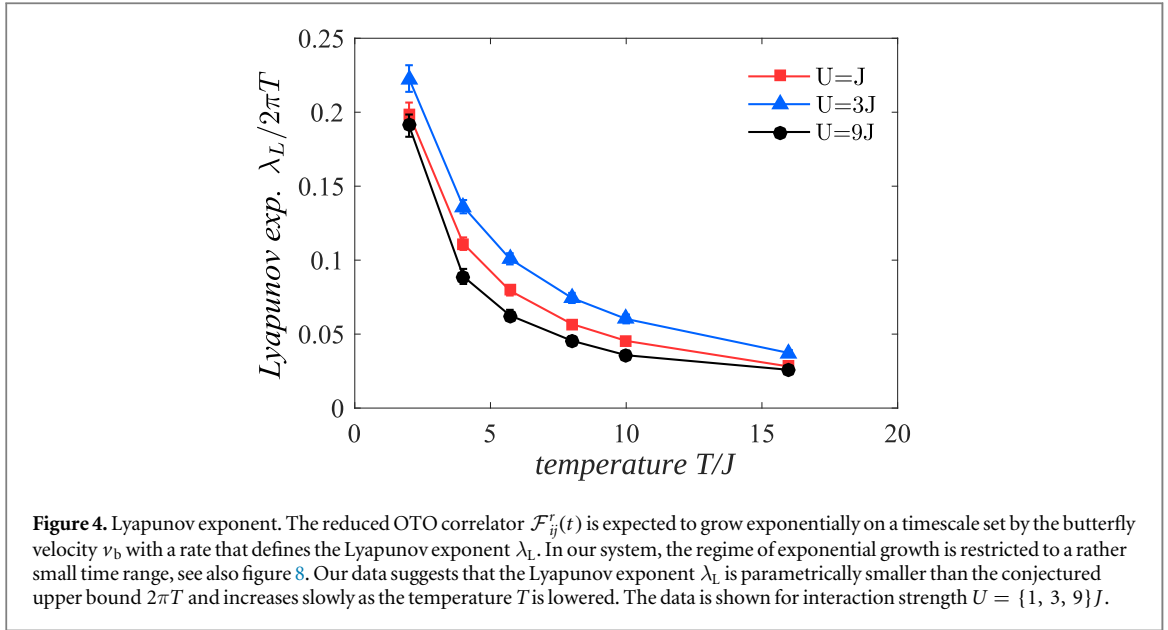 0.25
0.2
0.15
0.1
0.05
0
Lyapunov exp. λ_L/2πT
U=J
U=3J
U=9J
0 5 10 15 20
temperature T/J
Figure 4. Lyapunov exponent. The reduced OTO correlator ℱ^r_ij(t) is expected to grow exponentially on a timescale set by the butterfly
velocity ν_b with a rate that defines the Lyapunov exponent λ_L. In our system, the regime of exponential growth is restricted to a rather
small time range, see also figure 8. Our data suggests that the Lyapunov exponent λ_L is parametrically smaller than the conjectured
upper bound 2πT and increases slowly as the temperature T is lowered. The data is shown for interaction strength U = {1, 3, 9}J.